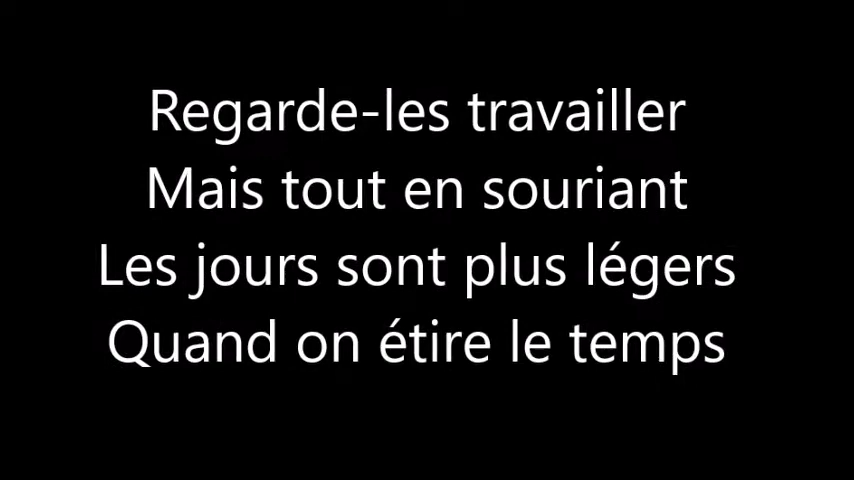 Regarde-les travailler
Mais tout en souriant
Les jours sont plus légers
Quand on étire le temps